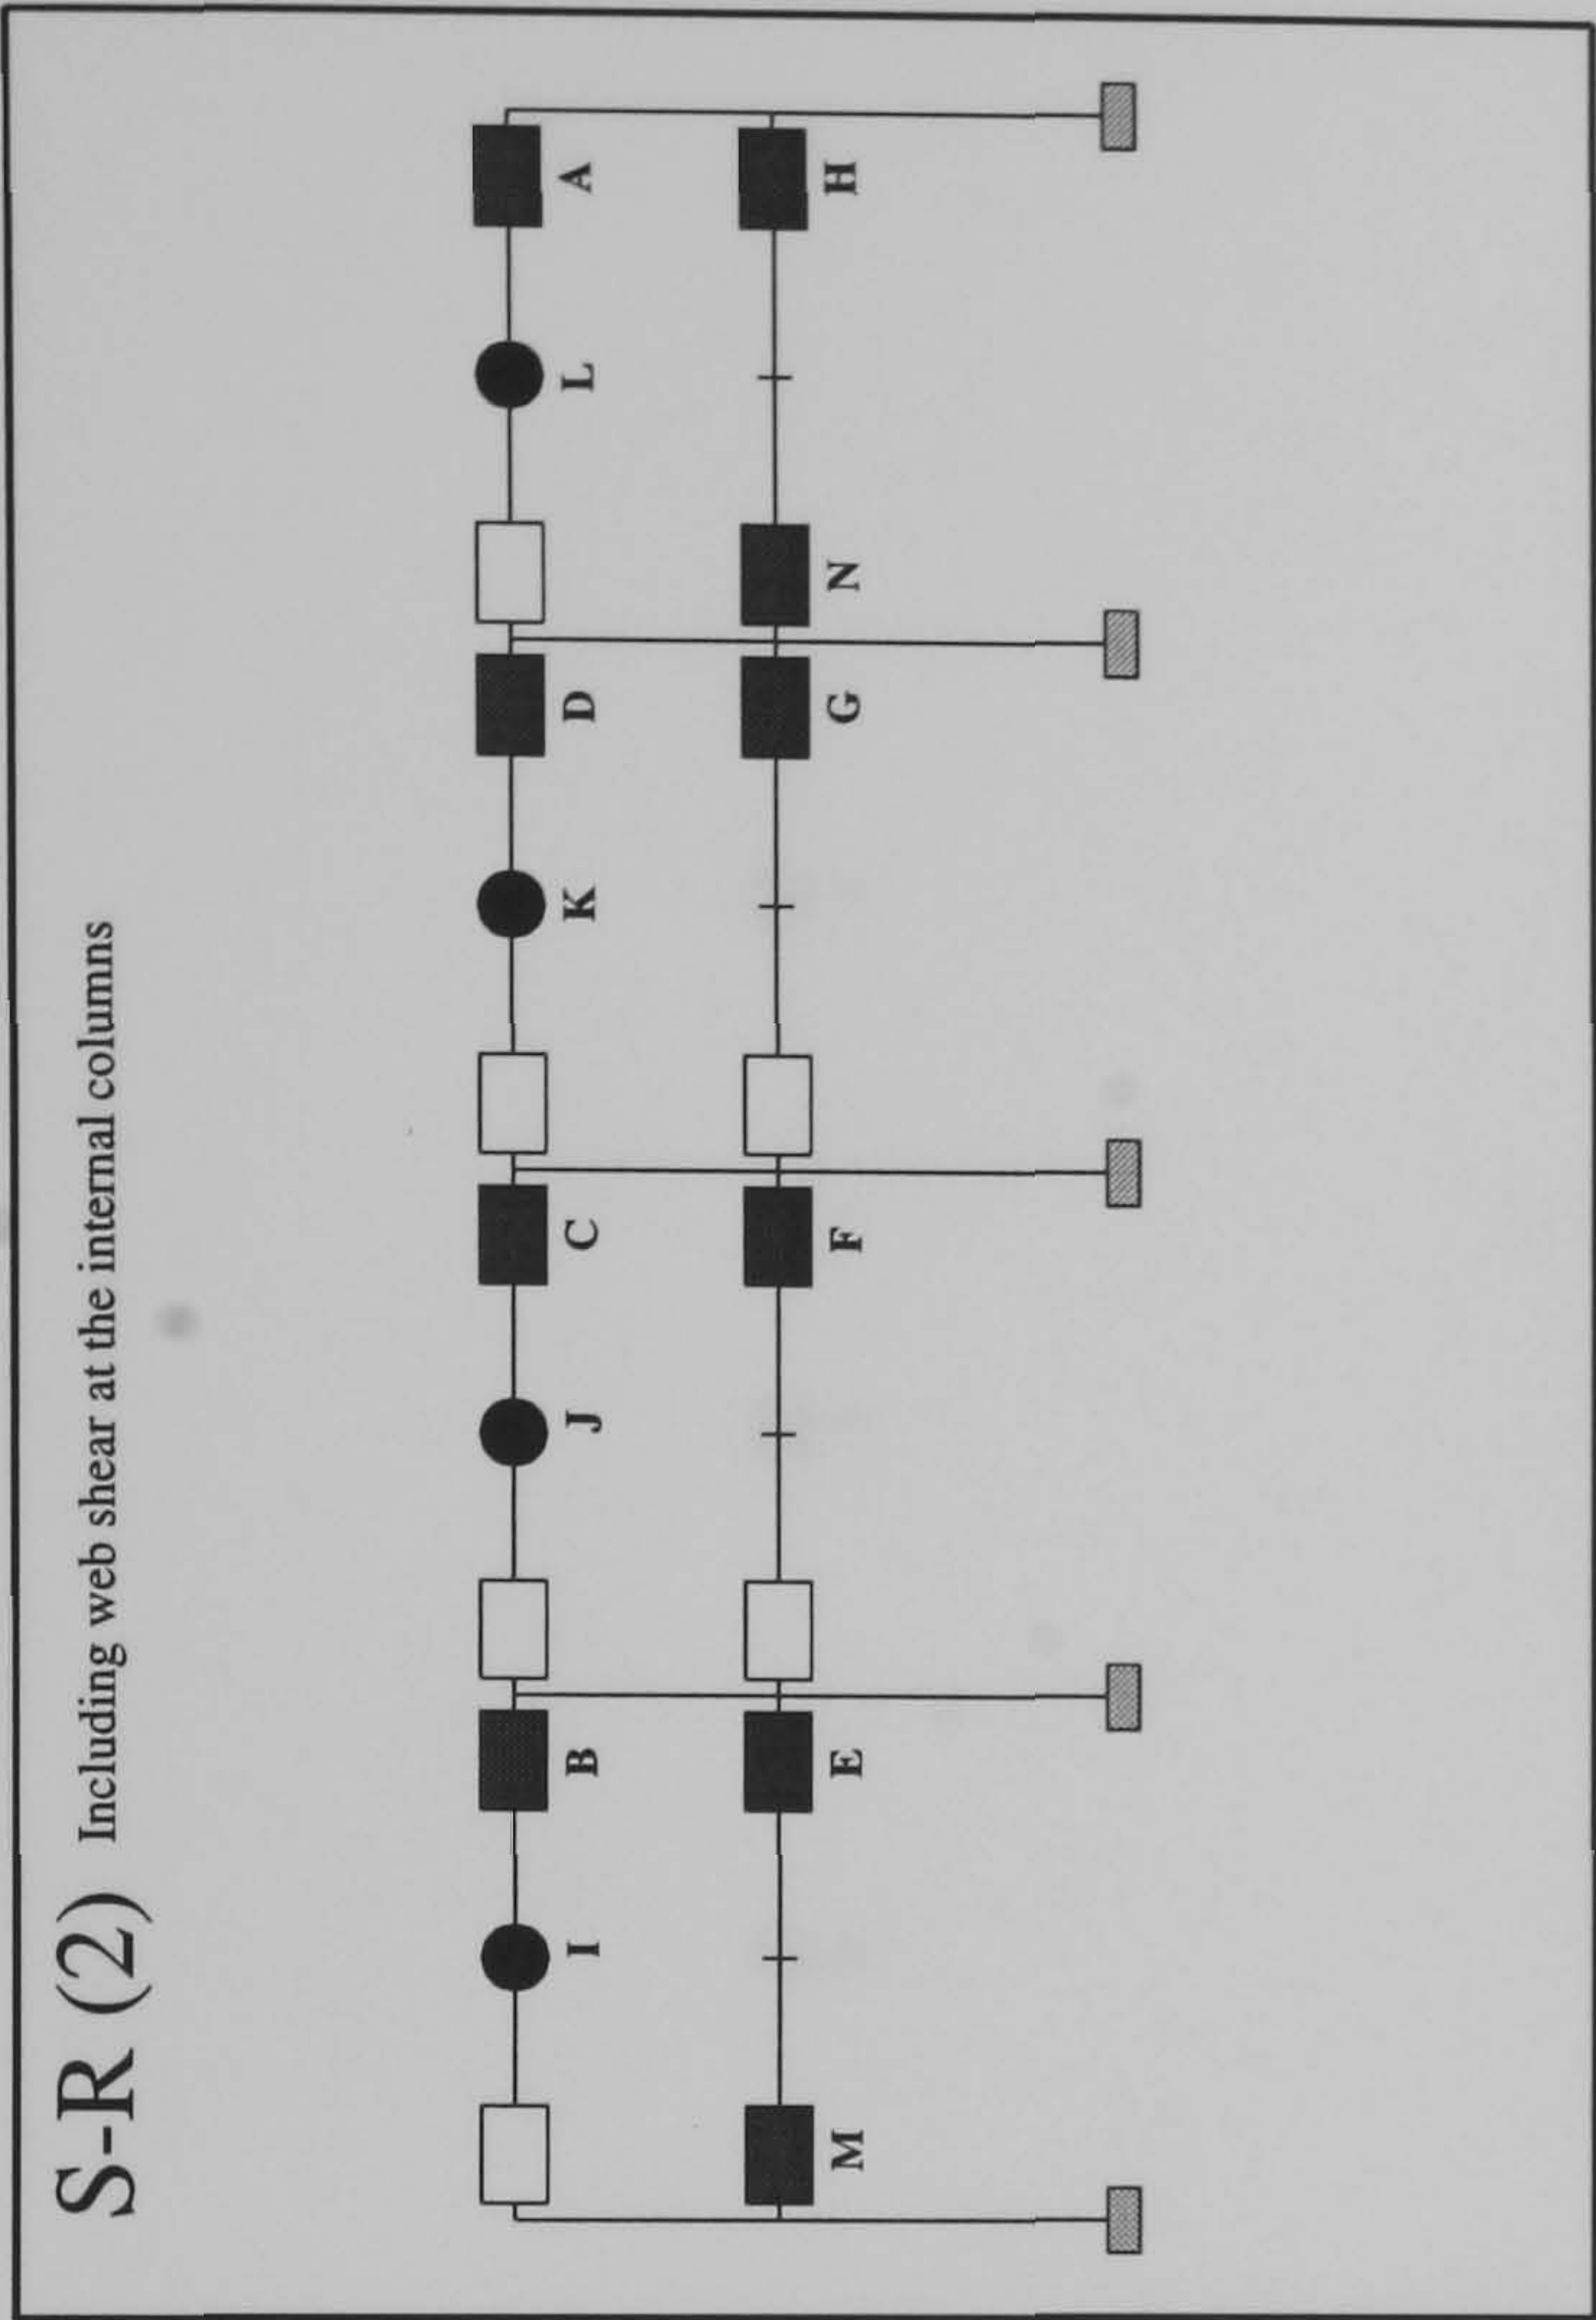 S-R (2) Including web shear at the internal columns
I B J C K D L A
M E F G N H